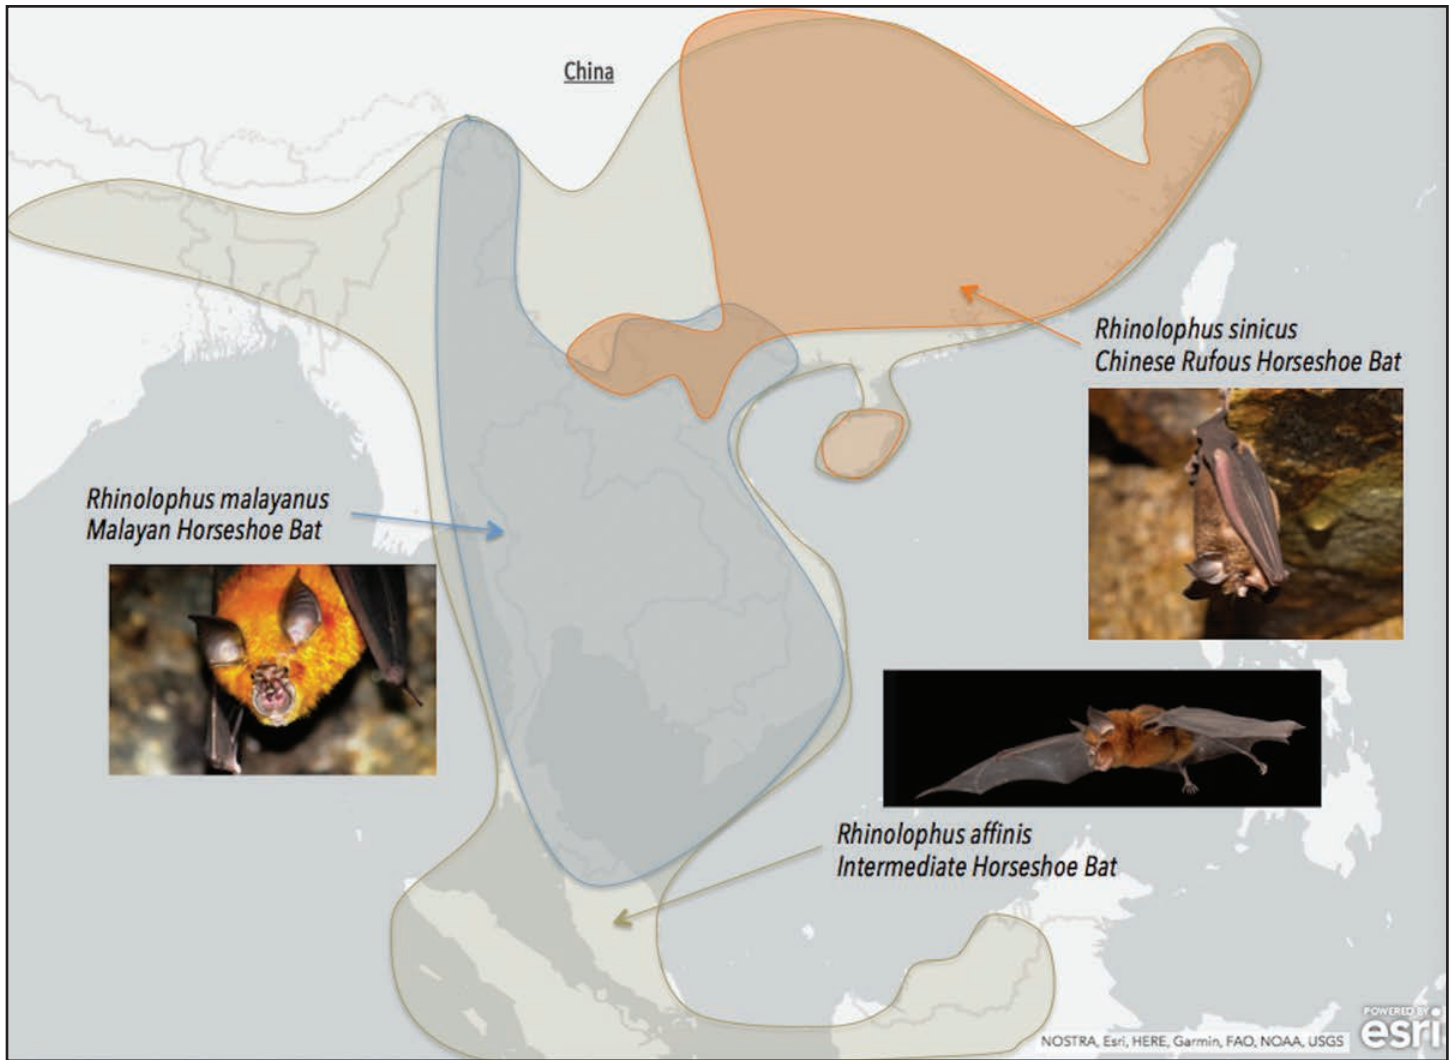 China
Rhinolophus sinicus
Chinese Rufous Horseshoe Bat
Rhinolophus malayanus
Malayan Horseshoe Bat
Rhinolophus affinis
Intermediate Horseshoe Bat
POWERED BY
esri
NOSTRA, Esri, HERE, Garmin, FAO, NOAA, USGS